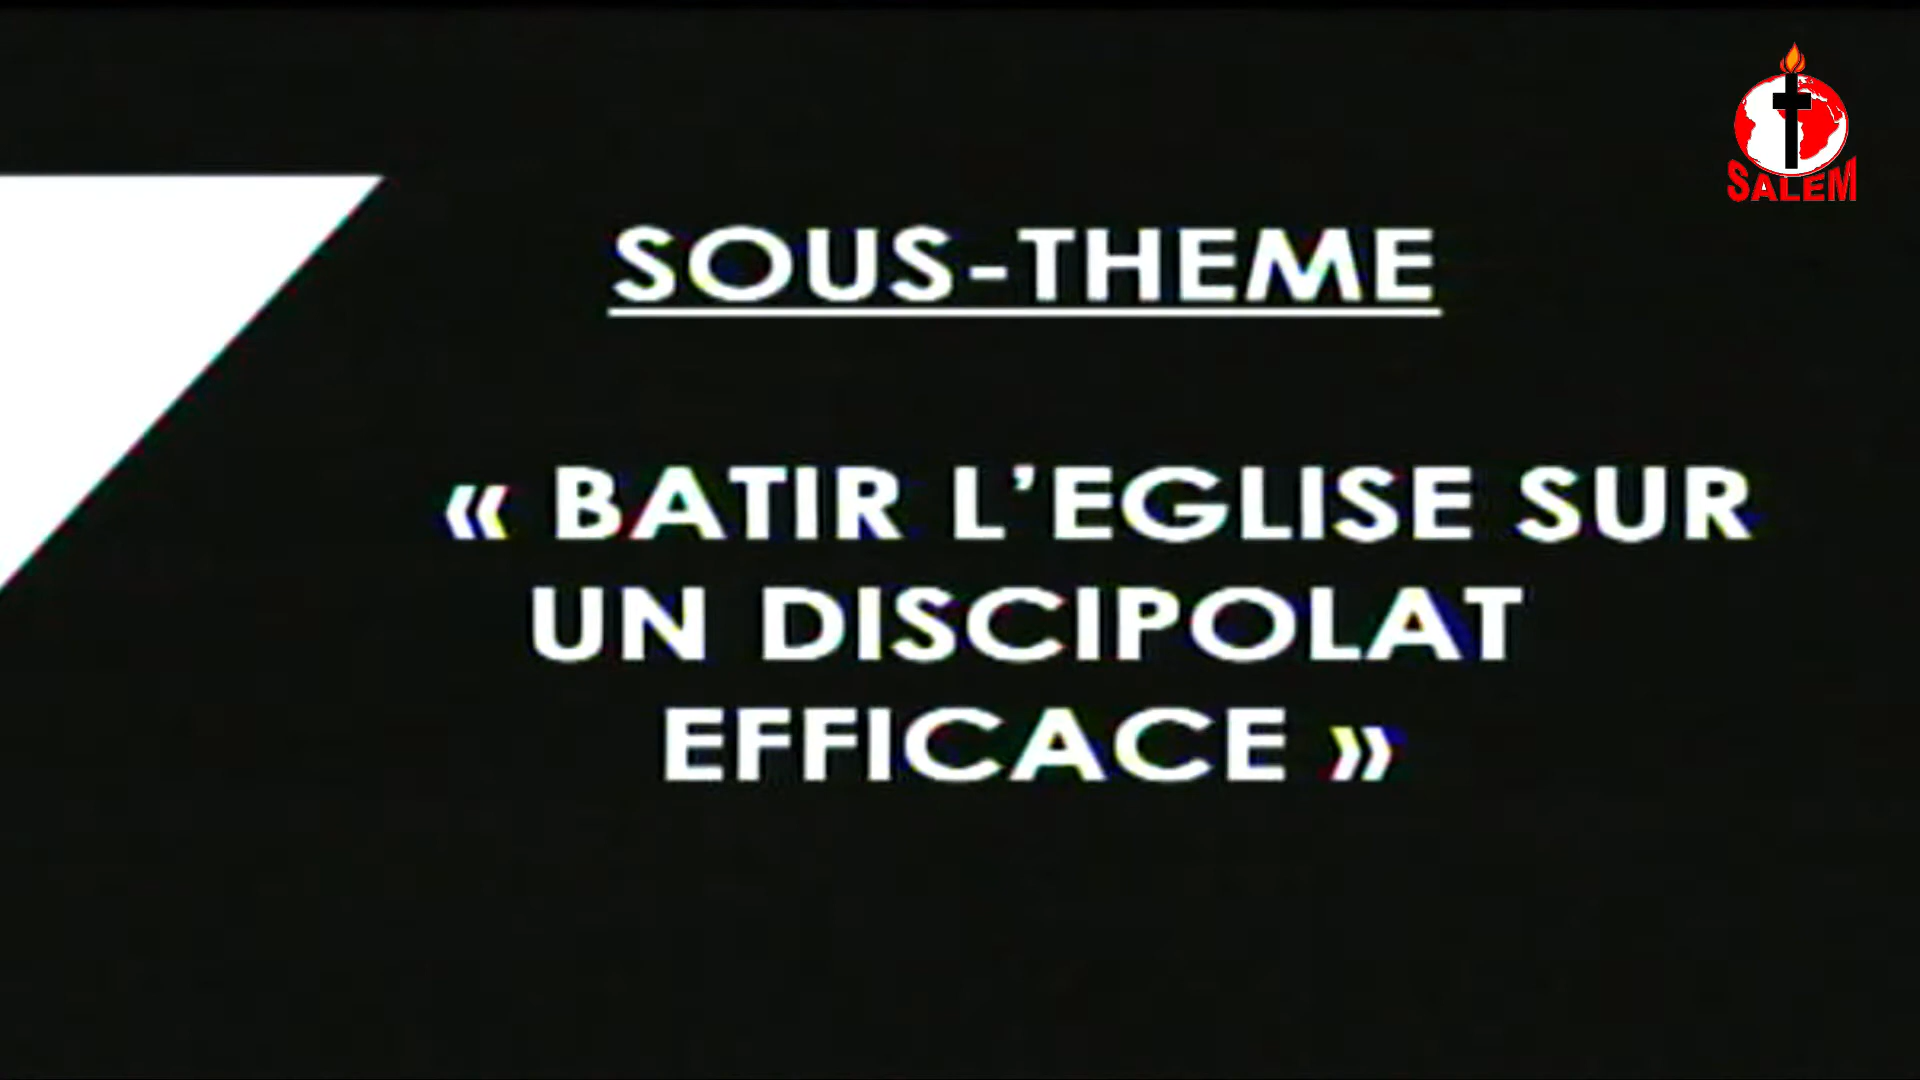 SALEM
SOUS-THEME
« BATIR L’EGLISE SUR
UN DISCIPOLAT
EFFICACE »